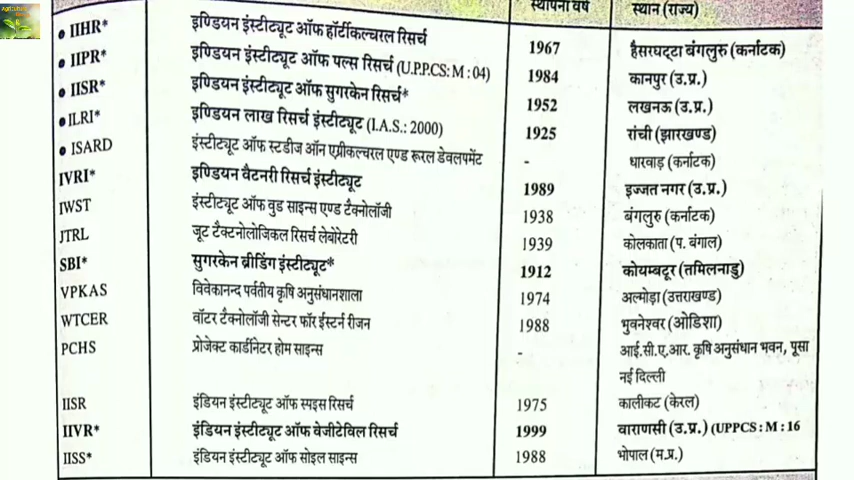 स्थापना वर्ष स्थान (राज्य)
IIHR* इण्डियन इंस्टीट्यूट ऑफ हॉर्टीकल्चरल रिसर्च 1967 हैसरघट्टा बंगलुरु (कर्नाटक)
IIPR* इण्डियन इंस्टीट्यूट ऑफ पल्स रिसर्च (U.P.P.CS: M : 04) 1984 कानपुर (उ.प्र.)
IISR* इण्डियन इंस्टीट्यूट ऑफ सुगरकेन रिसर्च* 1952 लखनऊ (उ.प्र.)
ILRI* इण्डियन लाख रिसर्च इंस्टीट्यूट (I.A.S.: 2000) 1925 रांची (झारखण्ड)
ISARD इंस्टीट्यूट ऑफ स्टडीज ऑन एग्रीकल्चरल एण्ड रूरल डेवलपमेंट - धारवाड़ (कर्नाटक)
IVRI* इण्डियन वैटनरी रिसर्च इंस्टीट्यूट 1989 इज्जत नगर (उ.प्र.)
IWST इंस्टीट्यूट ऑफ वुड साइन्स एण्ड टैक्नोलॉजी 1938 बंगलुरु (कर्नाटक)
JTRL जूट टैक्टनोलॉजिकल रिसर्च लेबोरेटरी 1939 कोलकाता (प. बंगाल)
SBI* सुगरकेन ब्रीडिंग इंस्टीट्यूट* 1912 कोयम्बटूर (तमिलनाडु)
VPKAS विवेकानन्द पर्वतीय कृषि अनुसंधानशाला 1974 अल्मोड़ा (उत्तराखण्ड)
WTCER वॉटर टैक्नोलॉजी सेन्टर फॉर ईस्टर्न रीजन 1988 भुवनेश्वर (ओडिशा)
PCHS प्रोजेक्ट कार्डीनेटर होम साइन्स - आई.सी.ए.आर. कृषि अनुसंधान भवन, पूसा
नई दिल्ली
IISR इंडियन इंस्टीट्यूट ऑफ स्पइस रिसर्च 1975 कालीकट (केरल)
IIVR* इंडियन इंस्टीट्यूट ऑफ वेजीटेविल रिसर्च 1999 वाराणसी (उ.प्र.) (UPPCS : M : 16
IISS* इंडियन इंस्टीट्यूट ऑफ सोइल साइन्स 1988 भोपाल (म.प्र.)